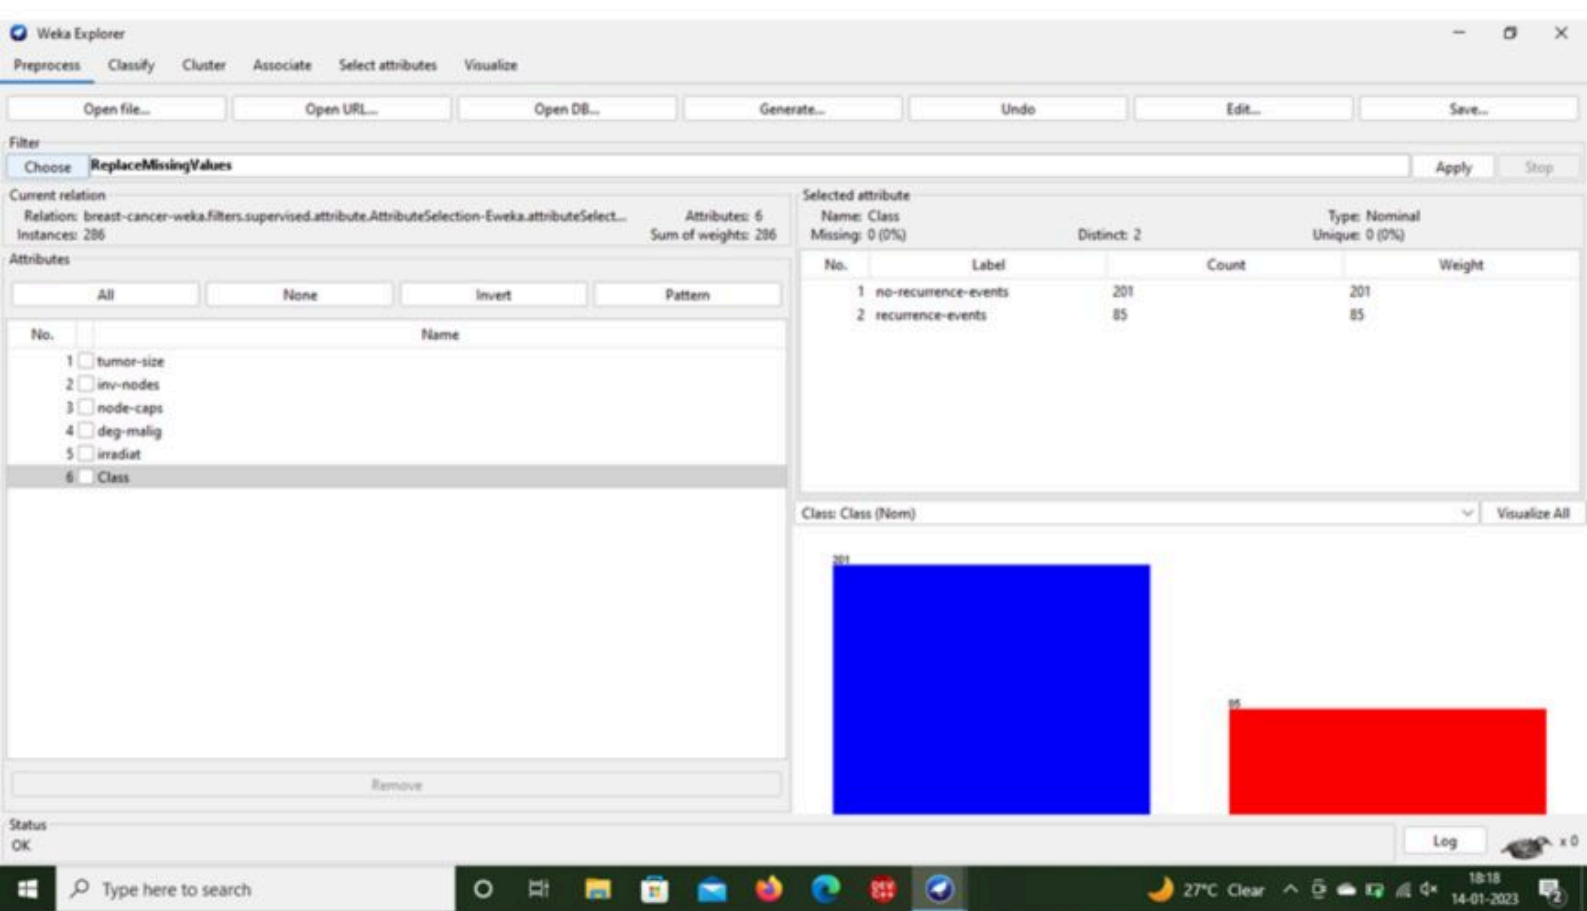 Weka Explorer
Preprocess Classify Cluster Associate Select attributes Visualize
Open file... Open URL... Open DB... Generate... Undo Edit... Save...
Filter
Choose ReplaceMissingValues Apply Stop
Current relation
Relation: breast-cancer-weka.filters.supervised.attribute.AttributeSelection-Eweka.attributeSelect... Attributes: 6
Instances: 286 Sum of weights: 286
Selected attribute
Name: Class Type: Nominal
Missing: 0 (0%) Distinct: 2 Unique: 0 (0%)
Attributes
All None Invert Pattern
No. Name
1 tumor-size
2 inv-nodes
3 node-caps
4 deg-malig
5 irradiat
6 Class
Remove
No. Label Count Weight
1 no-recurrence-events 201 201
2 recurrence-events 85 85
Class: Class (Nom) Visualize All
201
85
Status
OK
Log x 0
Type here to search
DEV C++
27°C Clear
18:18
14-01-2023
2